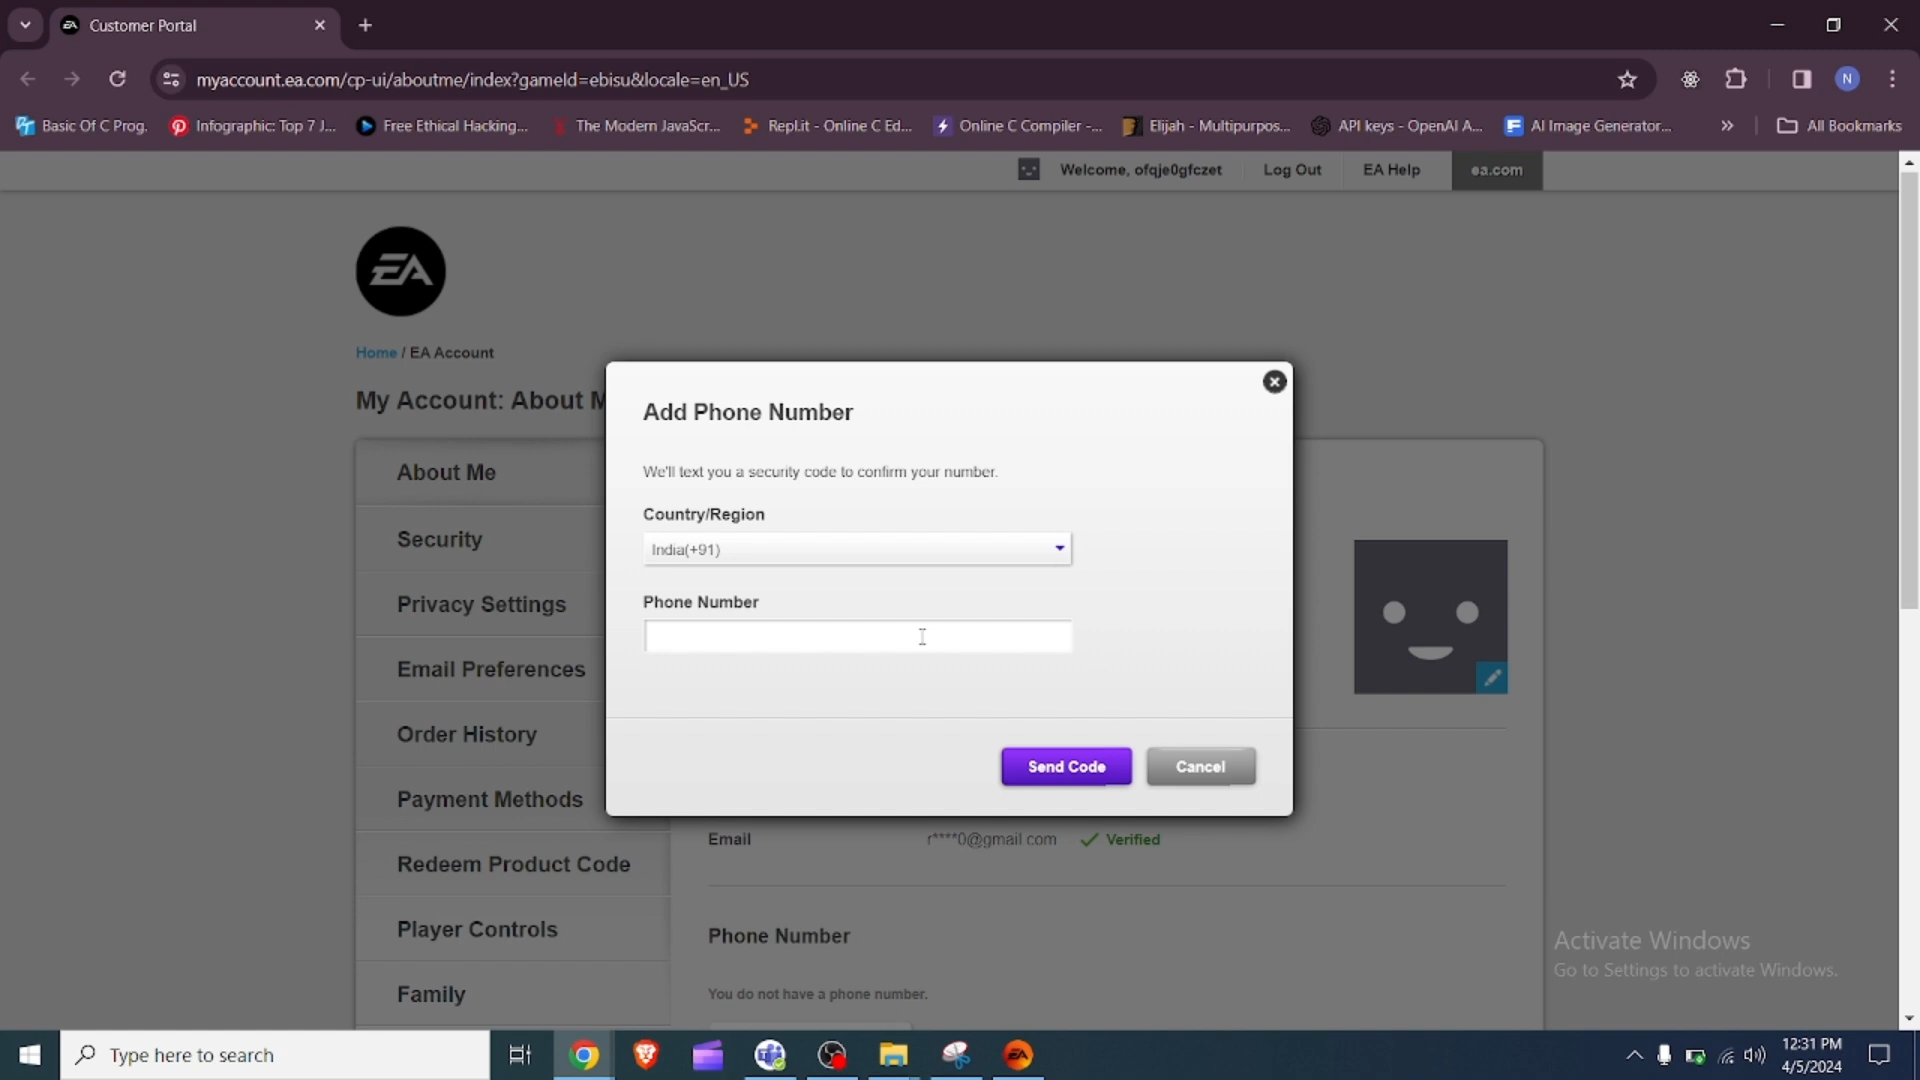 Customer Portal
myaccount.ea.com/cp-ui/aboutme/index?gameId=ebisu&locale=en_US
N
Basic Of C Prog.
Infographic: Top 7 J...
Free Ethical Hacking...
The Modern JavaScr...
Repl.it - Online C Ed...
Online C Compiler -...
Elijah - Multipurpos...
API keys - OpenAI A...
AI Image Generator...
All Bookmarks
Welcome, ofqje0gfczet
Log Out
EA Help
ea.com
EA
Home / EA Account
My Account: About M
About Me
Security
Privacy Settings
Email Preferences
Order History
Payment Methods
Redeem Product Code
Player Controls
Family
Add Phone Number
We'll text you a security code to confirm your number.
Country/Region
India(+91)
Phone Number
Send Code
Cancel
Email r****0@gmail com Verified
Phone Number
You do not have a phone number.
Activate Windows
Go to Settings to activate Windows.
Type here to search
12:31 PM
4/5/2024